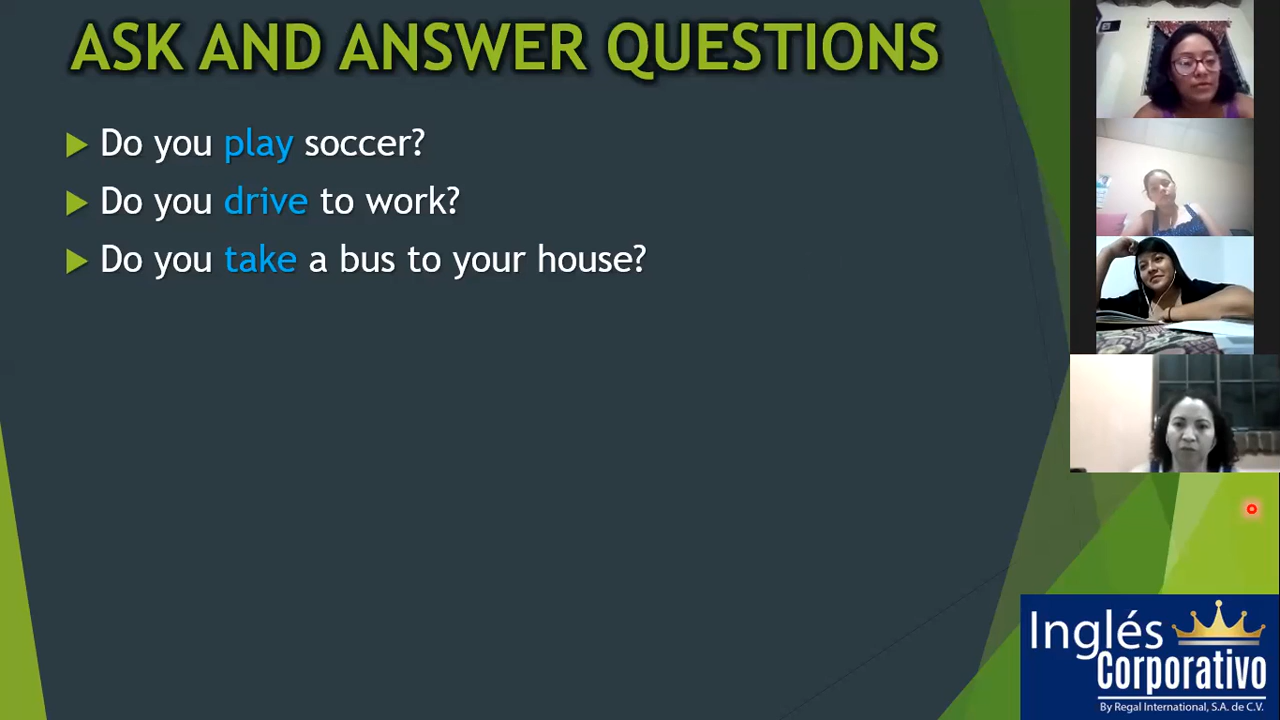 ASK AND ANSWER QUESTIONS
Do you play soccer?
Do you drive to work?
Do you take a bus to your house?
Inglés
Corporativo
By Regal International, S.A. de C.V.